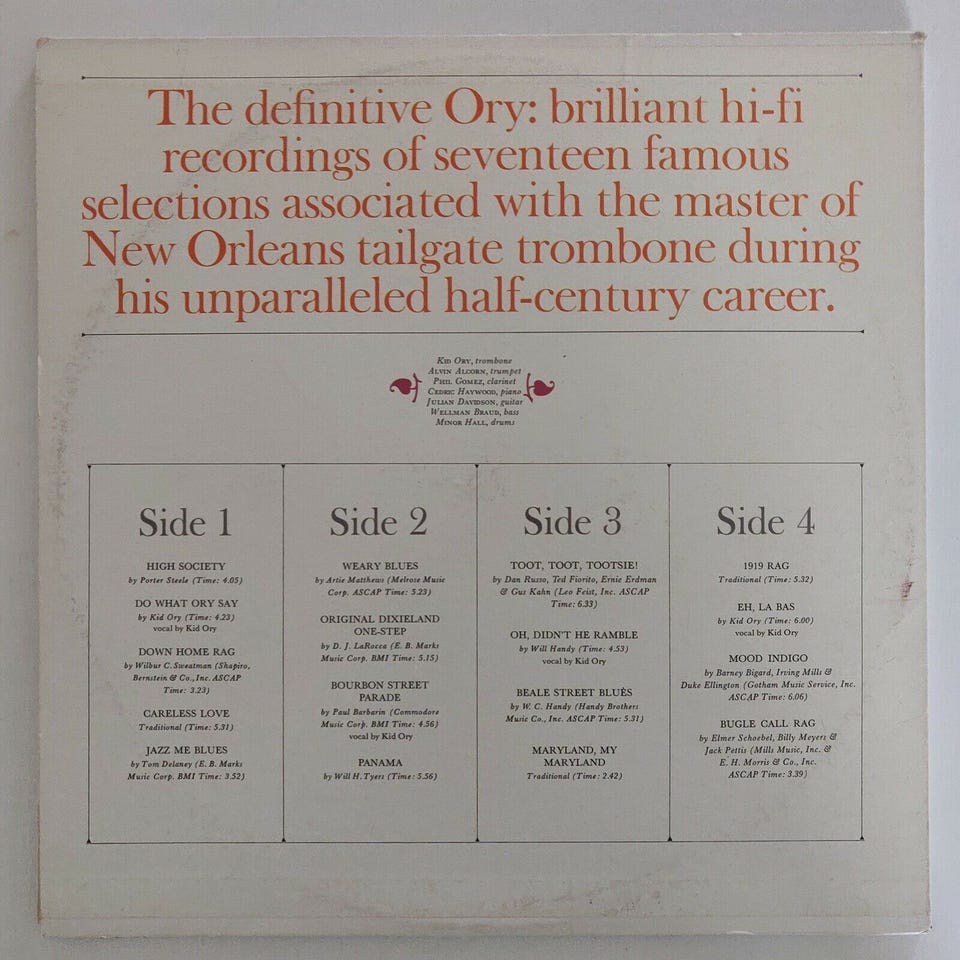 The definitive Ory: brilliant hi-fi
recordings of seventeen famous
selections associated with the master of
New Orleans tailgate trombone during
his unparalleled half-century career.
Kid Ory, trombone
Alvin Alcorn, trumpet
Phil Gomez, clarinet
Cedric Haywood, piano
Julian Davidson, guitar
Wellman Braud, bass
Minor Hall, drums
Side 1
HIGH SOCIETY
by Porter Steele (Time: 4.05)
DO WHAT ORY SAY
by Kid Ory (Time: 4.23)
vocal by Kid Ory
DOWN HOME RAG
by Wilbur C. Sweatman (Shapiro,
Bernstein & Co., Inc. ASCAP
Time: 3.23)
CARELESS LOVE
Traditional (Time: 5.31)
JAZZ ME BLUES
by Tom Delaney (E. B. Marks
Music Corp. BMI Time: 3.52)
Side 2
WEARY BLUES
by Artie Matthews (Melrose Music
Corp. ASCAP Time: 5.23)
ORIGINAL DIXIELAND
ONE-STEP
by D. J. LaRocca (E. B. Marks
Music Corp. BMI Time: 5.15)
BOURBON STREET
PARADE
by Paul Barbarin (Commodore
Music Corp. BMI Time: 4.56)
vocal by Kid Ory
PANAMA
by Will H. Tyers (Time: 5.56)
Side 3
TOOT, TOOT, TOOTSIE!
by Dan Russo, Ted Fiorito, Ernie Erdman
& Gus Kahn (Leo Feist, Inc. ASCAP
Time: 6.33)
OH, DIDN'T HE RAMBLE
by Will Handy (Time: 4.53)
vocal by Kid Ory
BEALE STREET BLUES
by W. C. Handy (Handy Brothers
Music Co., Inc. ASCAP Time: 5.31)
MARYLAND, MY
MARYLAND
Traditional (Time: 2.42)
Side 4
1919 RAG
Traditional (Time: 5.32)
EH, LA BAS
by Kid Ory (Time: 6.00)
vocal by Kid Ory
MOOD INDIGO
by Barney Bigard, Irving Mills &
Duke Ellington (Gotham Music Service, Inc.
ASCAP Time: 6.06)
BUGLE CALL RAG
by Elmer Schoebel, Billy Meyers &
Jack Pettis (Mills Music, Inc. &
E. H. Morris & Co., Inc.
ASCAP Time: 3.39)